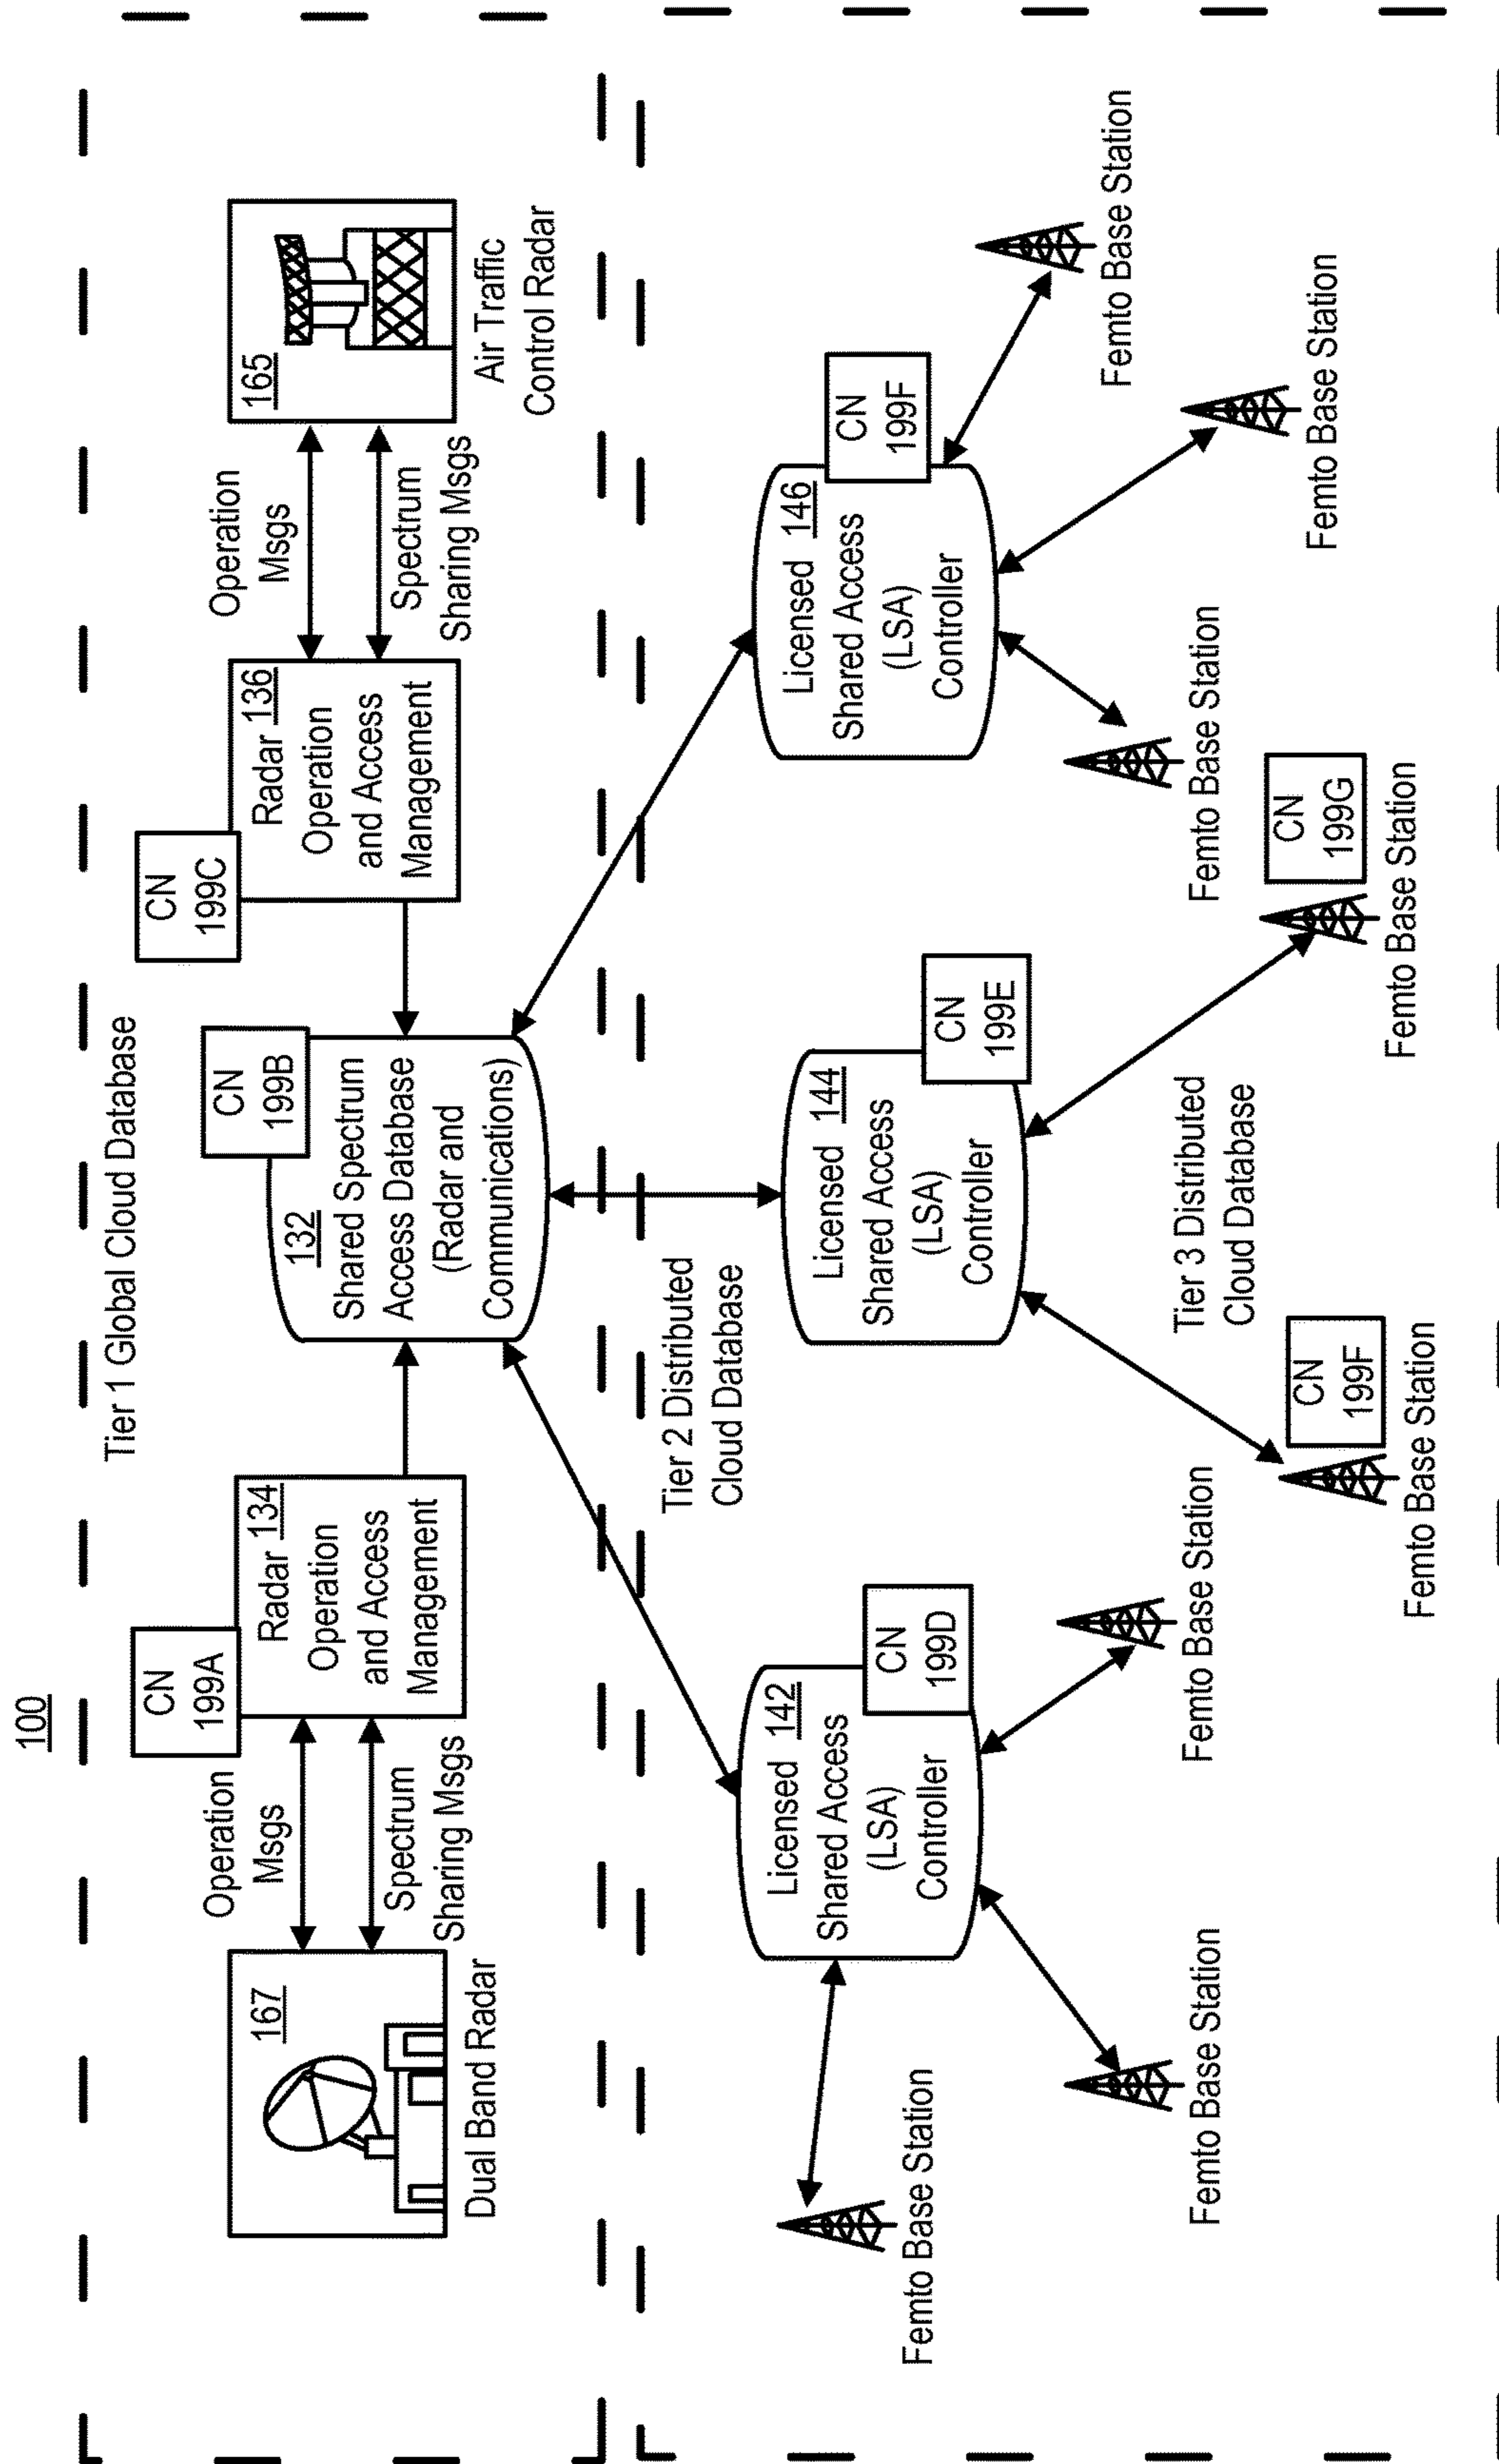 100
Tier 1 Global Cloud Database
167
Dual Band Radar
Operation
Msgs
Spectrum
Sharing Msgs
CN
199A
Radar 134
Operation
and Access
Management
CN
199B
132
Shared Spectrum
Access Database
(Radar and
Communications)
CN
199C
Radar 136
Operation
and Access
Management
Operation
Msgs
Spectrum
Sharing Msgs
165
Air Traffic
Control Radar
Tier 2 Distributed
Cloud Database
Licensed 142
Shared Access
(LSA)
Controller
CN
199D
Licensed 144
Shared Access
(LSA)
Controller
CN
199E
Licensed 146
Shared Access
(LSA)
Controller
CN
199F
Femto Base Station
Femto Base Station
Femto Base Station
Tier 3 Distributed
Cloud Database
CN
199F
Femto Base Station
CN
199G
Femto Base Station
Femto Base Station
Femto Base Station
Femto Base Station